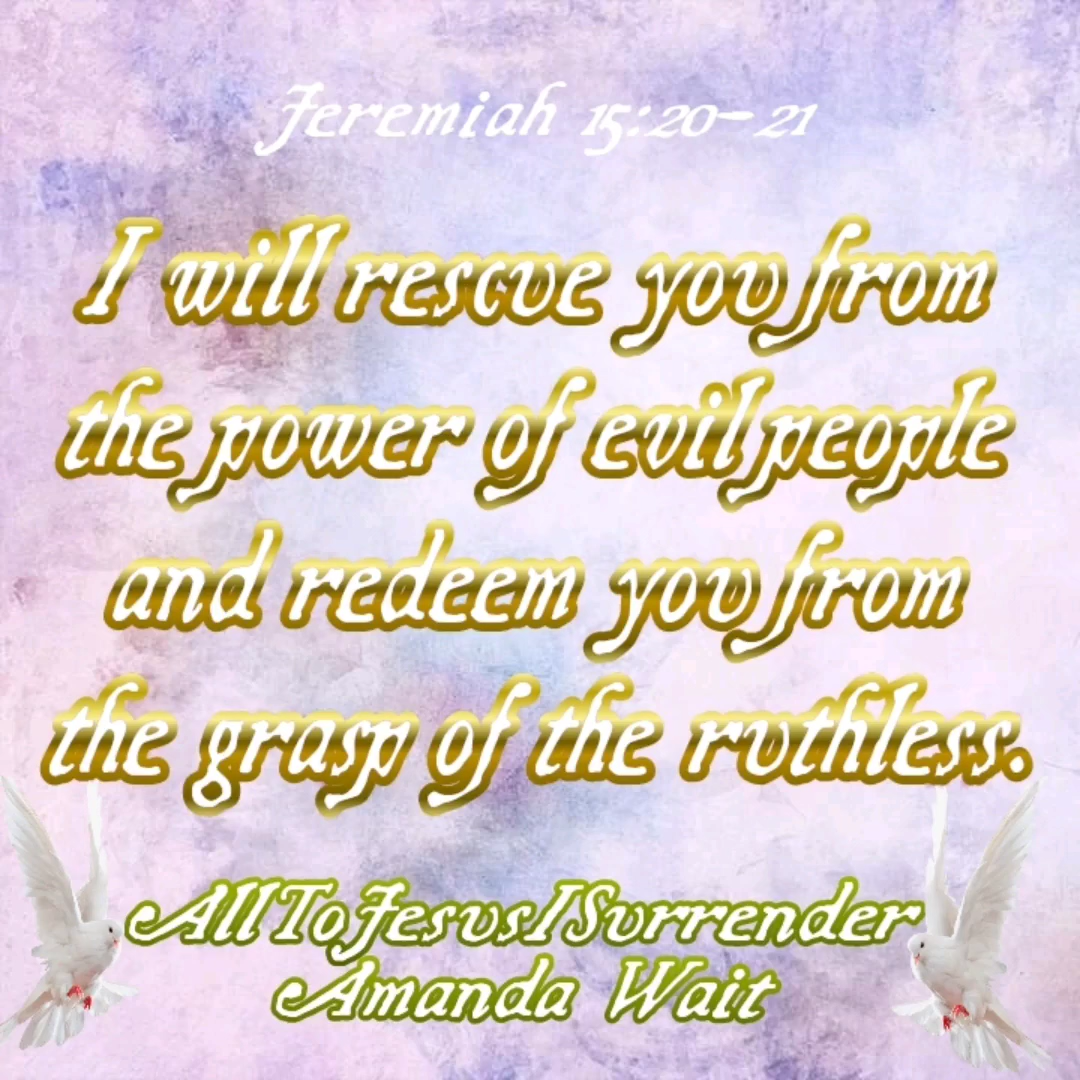 Jeremiah 15:20-21
I will rescue you from
the power of evil people
and redeem you from
the grasp of the ruthless.
AllToJesusISurrender
Amanda Wait